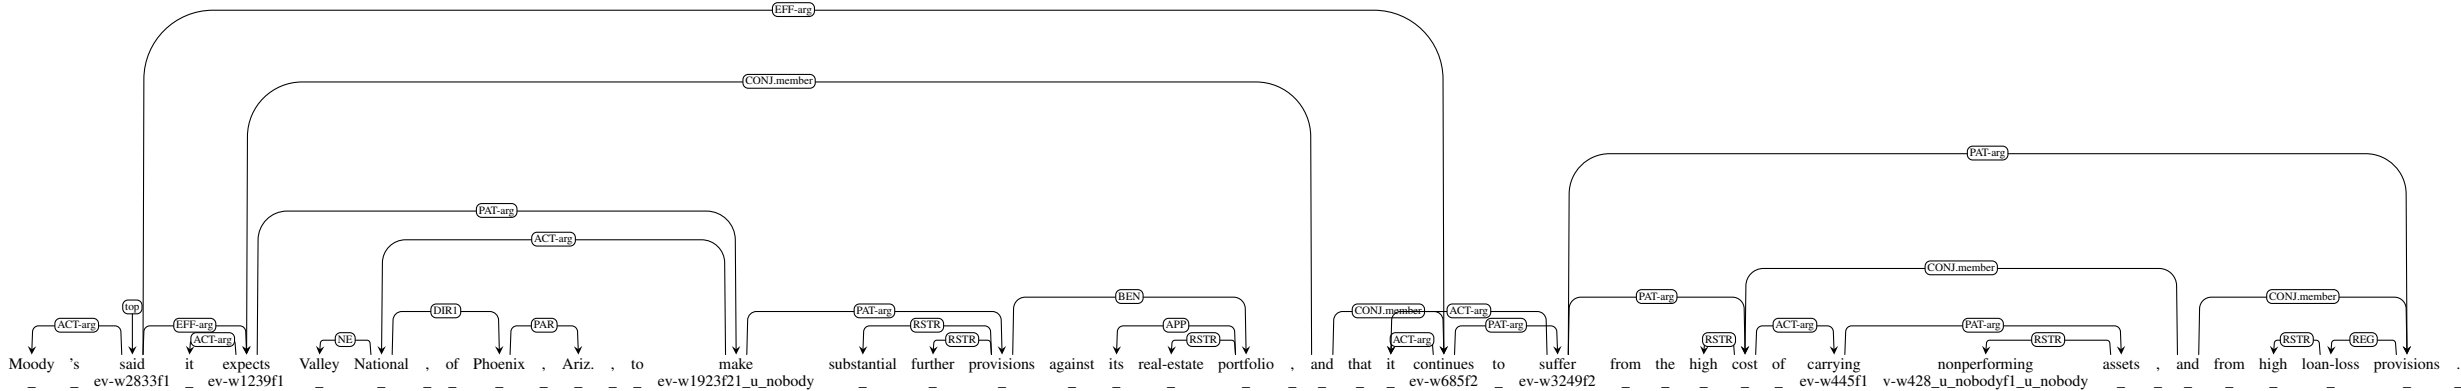 EFF-arg
CONJ.member
PAT-arg
PAT-arg
ACT-arg
CONJ.member
top DIR1 BEN CONJ.member ACT-arg PAT-arg CONJ.member
ACT-arg EFF-arg PAR PAT-arg RSTR APP PAT-arg RSTR ACT-arg PAT-arg RSTR REG
ACT-arg NE RSTR RSTR ACT-arg RSTR
Moody 's said it expects Valley National , of Phoenix , Ariz. , to make substantial further provisions against its real-estate portfolio , and that it continues to suffer from the high cost of carrying nonperforming assets , and from high loan-loss provisions .
ev-w2833f1 ev-w1239f1 ev-w1923f21_u_nobody ev-w685f2 ev-w3249f2 ev-w445f1 v-w428_u_nobodyf1_u_nobody
_ _ _ _ _ _ _ _ _ _ _ _ _ _ _ _ _ _ _ _ _ _ _ _ _ _ _ _ _ _ _ _ _ _ _ _ _ _